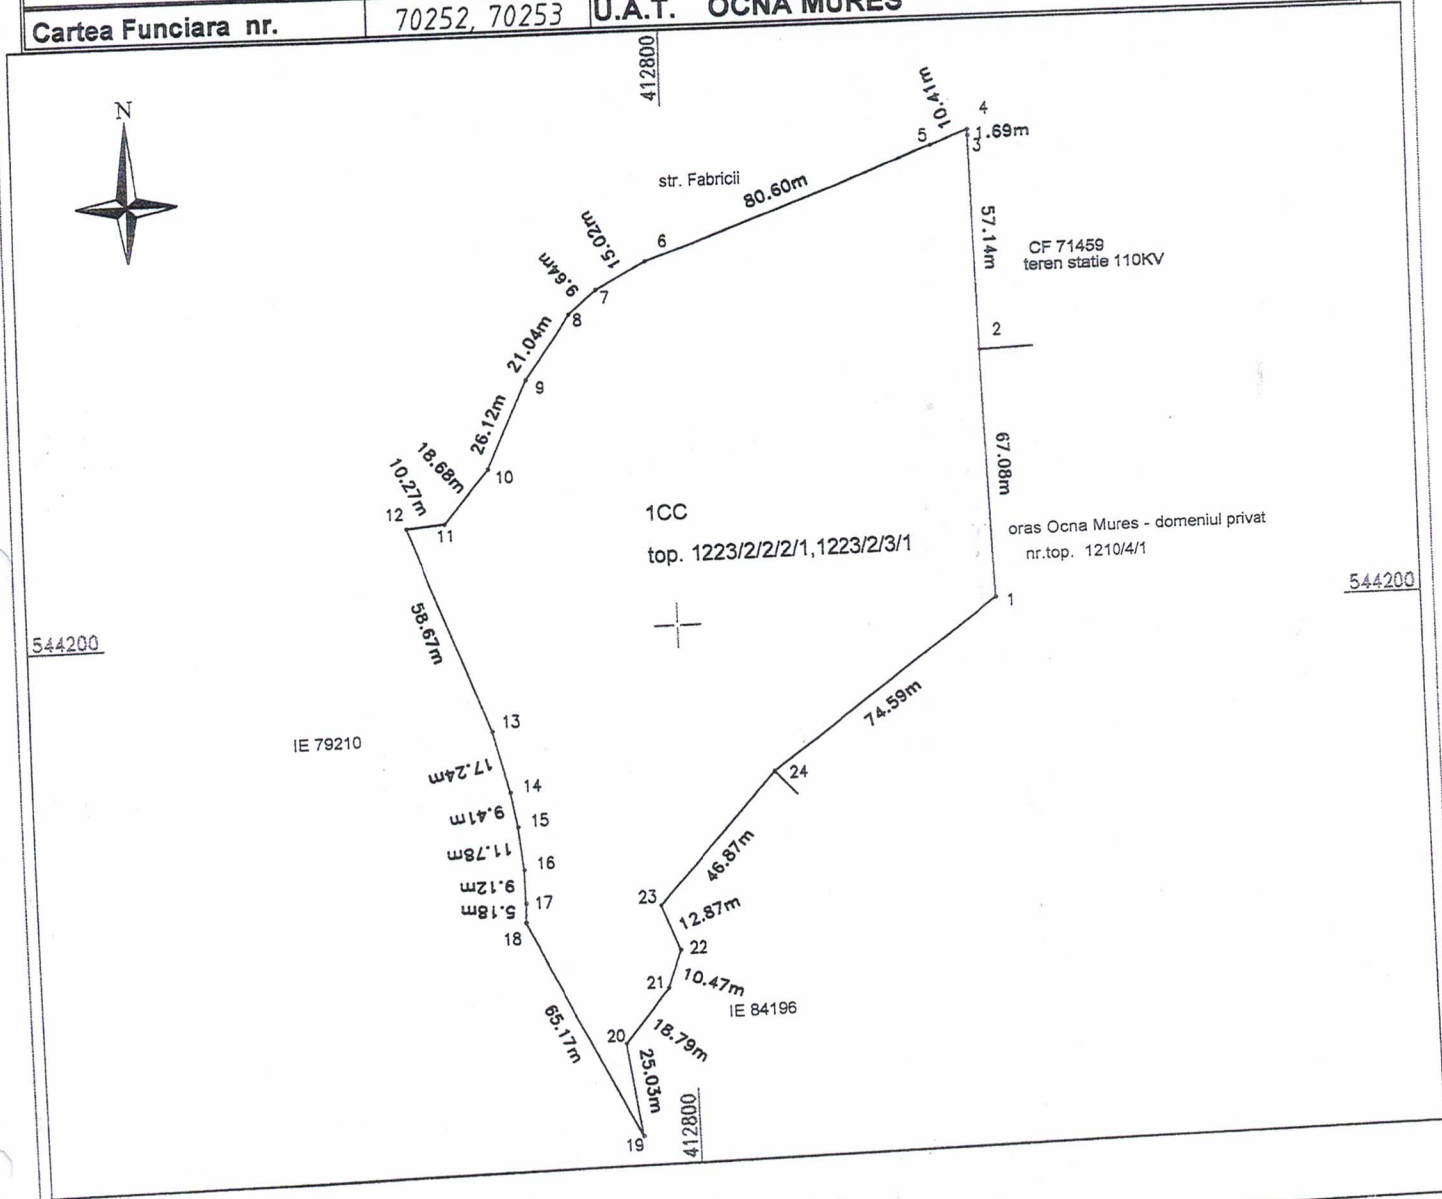 Cartea Funciara nr.
70252, 70253
U.A.T. OCNA MURES
412800
N
10.41m
4
5
1.69m
3
str. Fabricii
80.60m
57.14m
CF 71459
teren statie 110KV
15.02m
6
9.64m
7
8
2
21.04m
9
26.12m
18.68m
10
10.27m
67.08m
12
11
1CC
top. 1223/2/2/2/1,1223/2/3/1
oras Ocna Mures - domeniul privat
nr.top. 1210/4/1
544200
1
58.67m
544200
74.59m
13
IE 79210
17.24m
24
14
9.41m
15
11.78m
46.87m
16
9.12m
23
17
5.18m
12.87m
18
22
21
10.47m
IE 84196
65.17m
20
18.79m
25.03m
19
412800